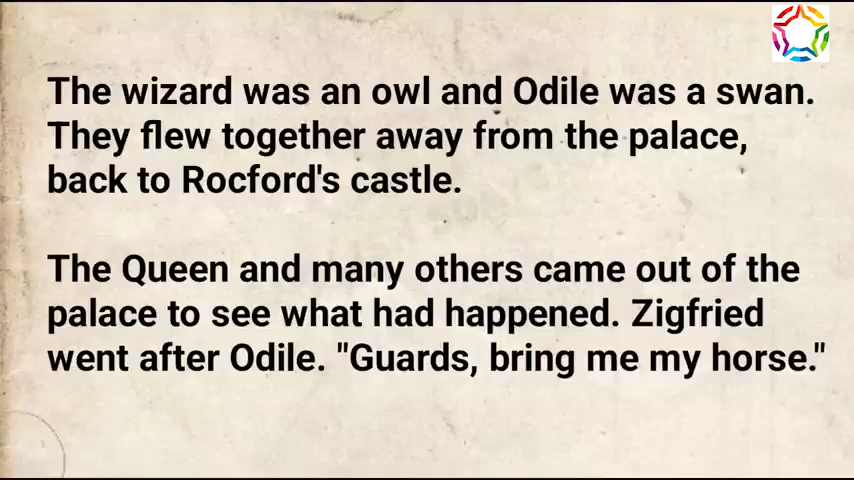 The wizard was an owl and Odile was a swan.
They flew together away from the palace,
back to Rocford's castle.
The Queen and many others came out of the
palace to see what had happened. Zigfried
went after Odile. "Guards, bring me my horse."